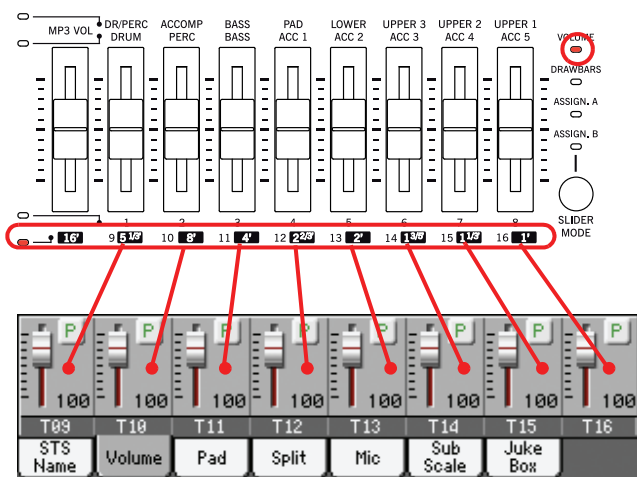 MP3 VOL DR/PERC ACCOMP BASS PAD LOWER UPPER 3 UPPER 2 UPPER 1
DRUM PERC BASS ACC 1 ACC 2 ACC 3 ACC 4 ACC 5
VOLUME
DRAWBARS
ASSIGN. A
ASSIGN. B
SLIDER
MODE
1 2 3 4 5 6 7 8
16' 9 5 1/3' 10 8' 11 4' 12 2 2/3' 13 2' 14 1 3/5' 15 1 1/3' 16 1'
P P P P P P P P
100 100 100 100 100 100 100 100
T09 T10 T11 T12 T13 T14 T15 T16
STS Name Volume Pad Split Mic Sub Scale Juke Box